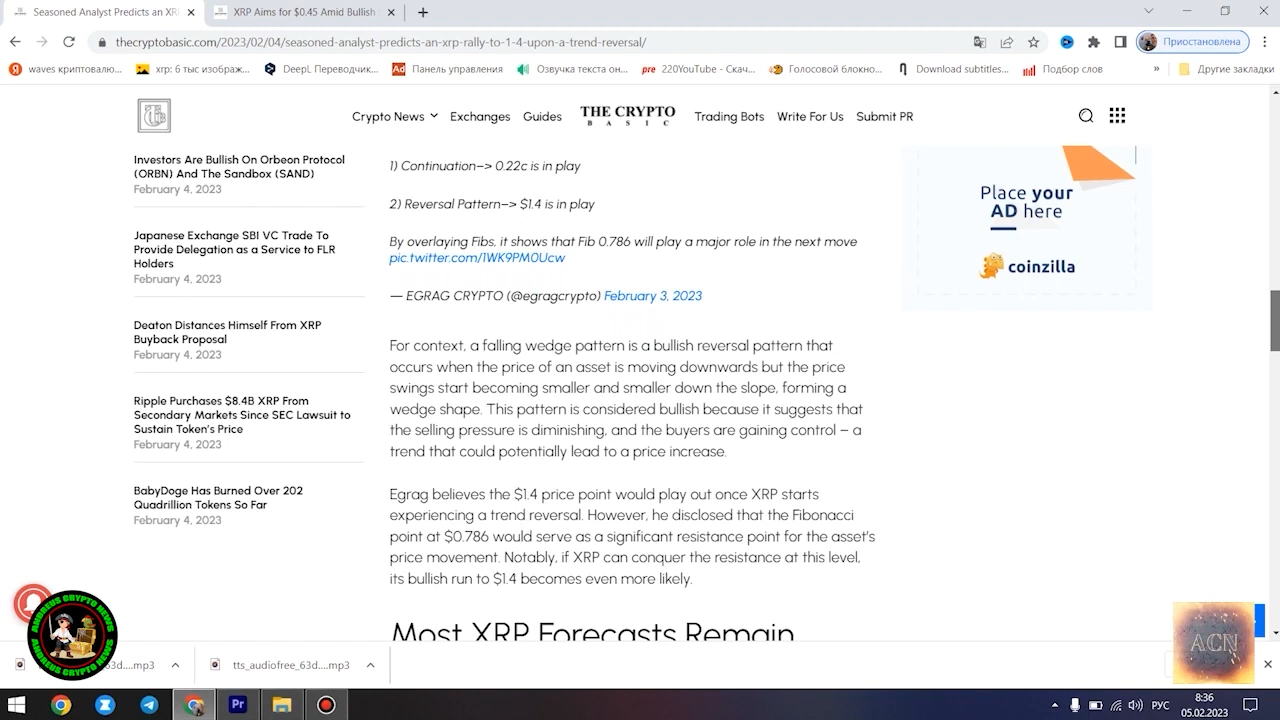 Seasoned Analyst Predicts an XR
XRP Aims for $0.45 Amid Bullish
thecryptobasic.com/2023/02/04/seasoned-analyst-predicts-an-xrp-rally-to-1-4-upon-a-trend-reversal/
Приостановлена
waves криптовалю...
xrp: 6 тыс изображ...
DeepL Переводчик...
Ad Панель управления
Озвучка текста он...
pre 220YouTube - Скач...
Голосовой блокно...
Download subtitles...
Подбор слов
»
Другие закладки
Crypto News
Exchanges
Guides
THE CRYPTO
BASIC
Trading Bots
Write For Us
Submit PR
Investors Are Bullish On Orbeon Protocol
(ORBN) And The Sandbox (SAND)
February 4, 2023
Japanese Exchange SBI VC Trade To
Provide Delegation as a Service to FLR
Holders
February 4, 2023
Deaton Distances Himself From XRP
Buyback Proposal
February 4, 2023
Ripple Purchases $8.4B XRP From
Secondary Markets Since SEC Lawsuit to
Sustain Token's Price
February 4, 2023
BabyDoge Has Burned Over 202
Quadrillion Tokens So Far
February 4, 2023
1) Continuation–> 0.22c is in play
2) Reversal Pattern–> $1.4 is in play
By overlaying Fibs, it shows that Fib 0.786 will play a major role in the next move
pic.twitter.com/1WK9PM0Ucw
— EGRAG CRYPTO (@egragcrypto) February 3, 2023
For context, a falling wedge pattern is a bullish reversal pattern that
occurs when the price of an asset is moving downwards but the price
swings start becoming smaller and smaller down the slope, forming a
wedge shape. This pattern is considered bullish because it suggests that
the selling pressure is diminishing, and the buyers are gaining control – a
trend that could potentially lead to a price increase.
Egrag believes the $1.4 price point would play out once XRP starts
experiencing a trend reversal. However, he disclosed that the Fibonacci
point at $0.786 would serve as a significant resistance point for the asset's
price movement. Notably, if XRP can conquer the resistance at this level,
its bullish run to $1.4 becomes even more likely.
Most XRP Forecasts Remain
Place your
AD here
coinzilla
ANDREUS CRYPTO NEWS
ANDREUS CRYPTO NEWS
ACN
63d....mp3
tts_audiofree_63d....mp3
Pr
РУС
8:36
05.02.2023